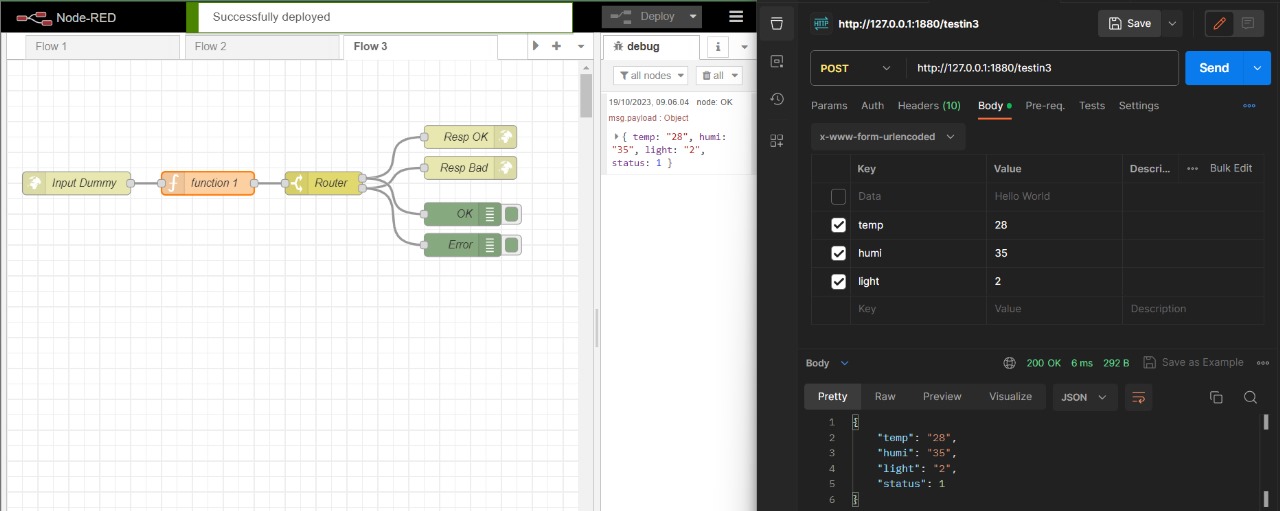 Node-RED
Successfully deployed
Deploy
Flow 1
Flow 2
Flow 3
debug
i
all nodes
all
19/10/2023, 09.06.04 node: OK
msg.payload : Object
{ temp: "28", humi:
"35", light: "2",
status: 1 }
Input Dummy
function 1
Router
Resp OK
Resp Bad
OK
Error
HTTP
http://127.0.0.1:1880/testin3
Save
POST
http://127.0.0.1:1880/testin3
Send
Params
Auth
Headers (10)
Body
Pre-req.
Tests
Settings
x-www-form-urlencoded
Key
Value
Descri...
Bulk Edit
Data
Hello World
temp
28
humi
35
light
2
Key
Value
Description
Body
200 OK
6 ms
292 B
Save as Example
Pretty
Raw
Preview
Visualize
JSON
1 {
2 "temp": "28",
3 "humi": "35",
4 "light": "2",
5 "status": 1
6 }